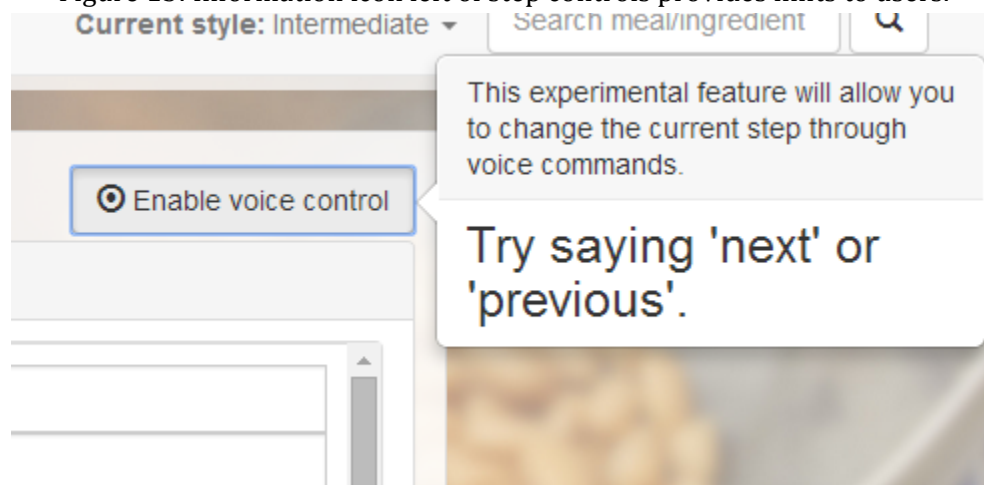 Figure 13: Information icon left of step controls provides hints to users.
Current style: Intermediate
Search meal/ingredient
This experimental feature will allow you
to change the current step through
voice commands.
Enable voice control
Try saying 'next' or
'previous'.